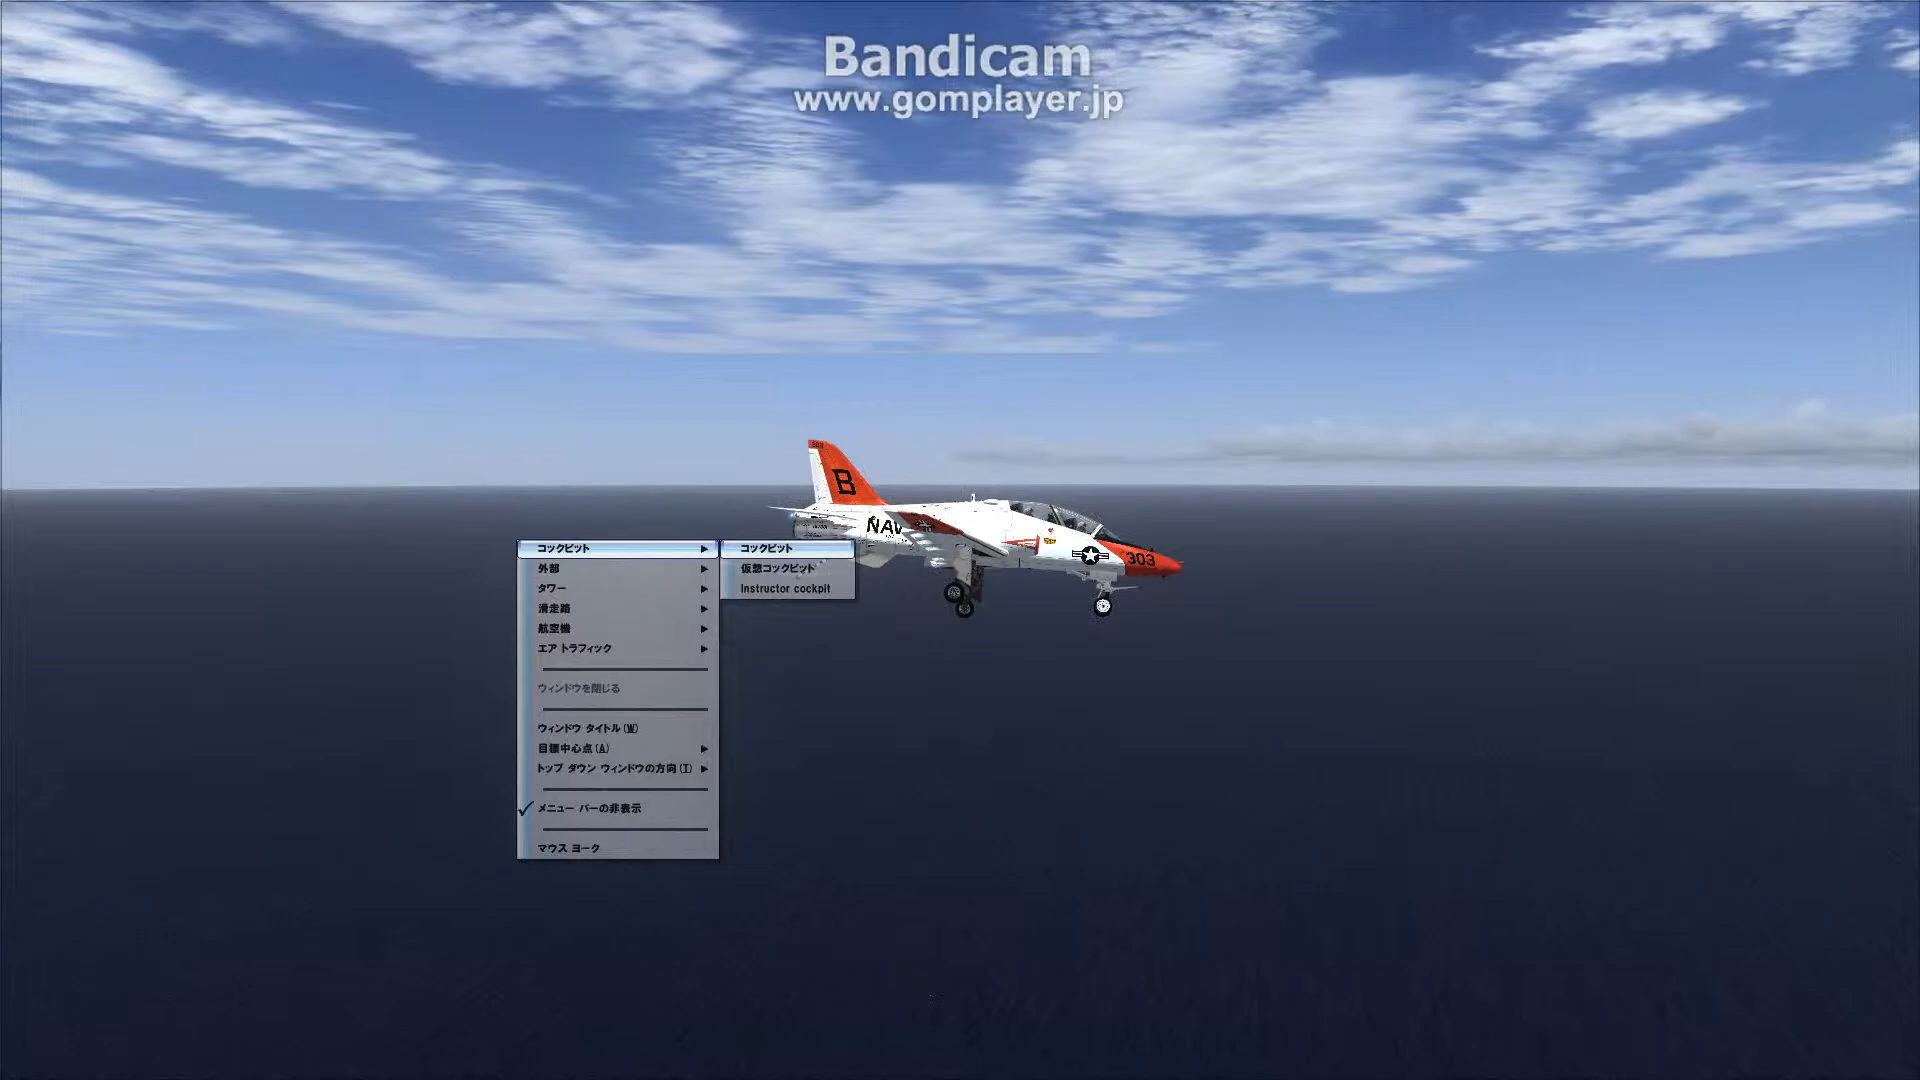 Bandicam
www.gomplayer.jp
303
B
NAV
303
コックピット
外部
タワー
滑走路
航空機
エア トラフィック
ウィンドウを閉じる
ウィンドウ タイトル(W)
目標中心点(A)
トップ ダウン ウィンドウの方向(I)
メニュー バーの非表示
マウス ヨーク
コックピット
仮想コックピット
Instructor cockpit